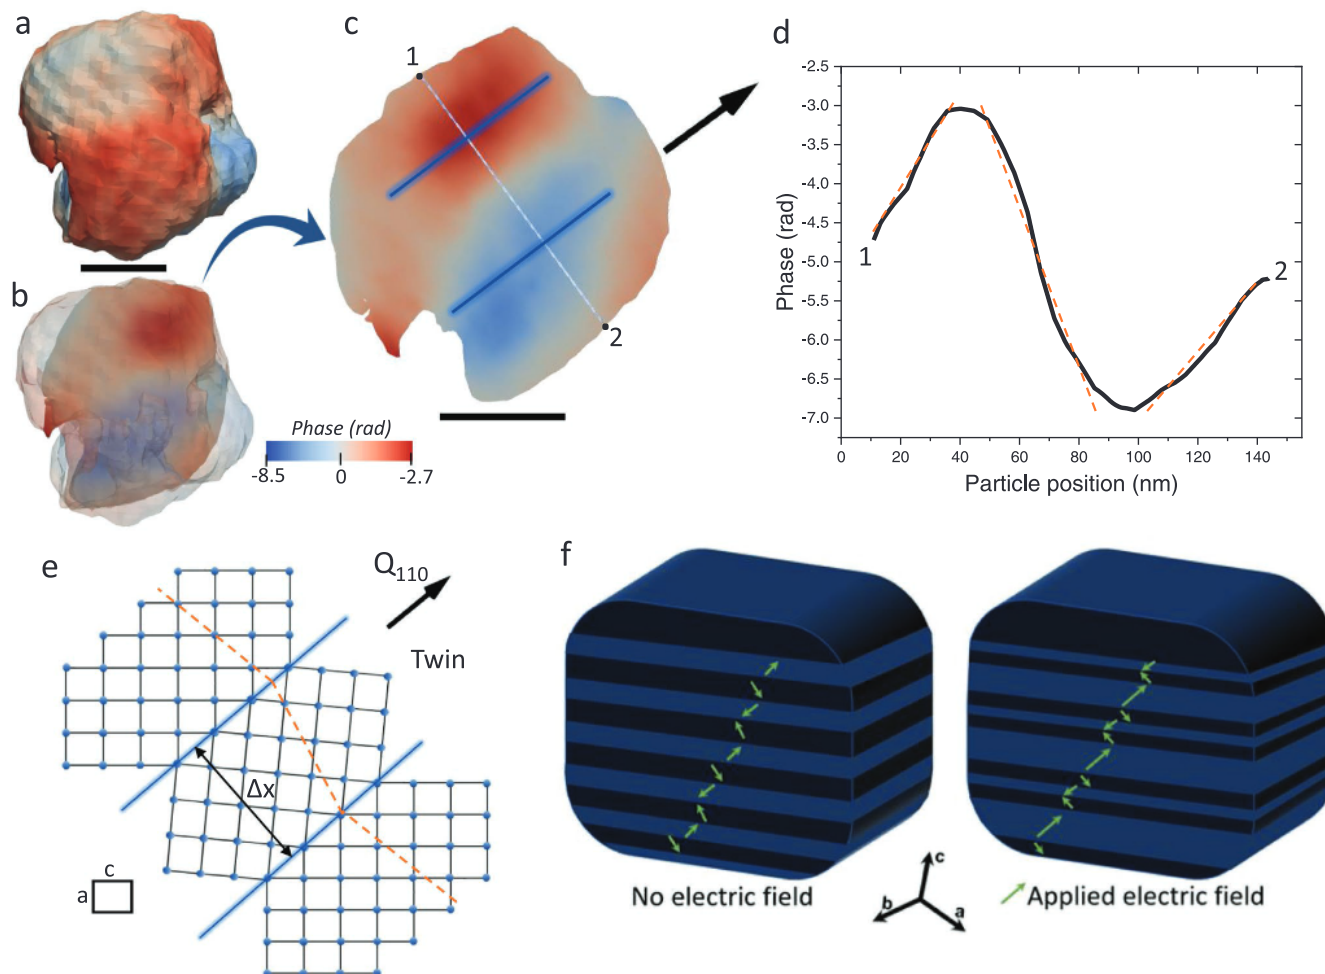 a
b
Phase (rad)
-8.5 0 -2.7
c
1
2
d
Phase (rad)
-2.5
-3.0
-3.5
-4.0
-4.5
-5.0
-5.5
-6.0
-6.5
-7.0
1
2
0 20 40 60 80 100 120 140
Particle position (nm)
e
Q110
Twin
Δx
c
a
f
No electric field
c
b
a
Applied electric field